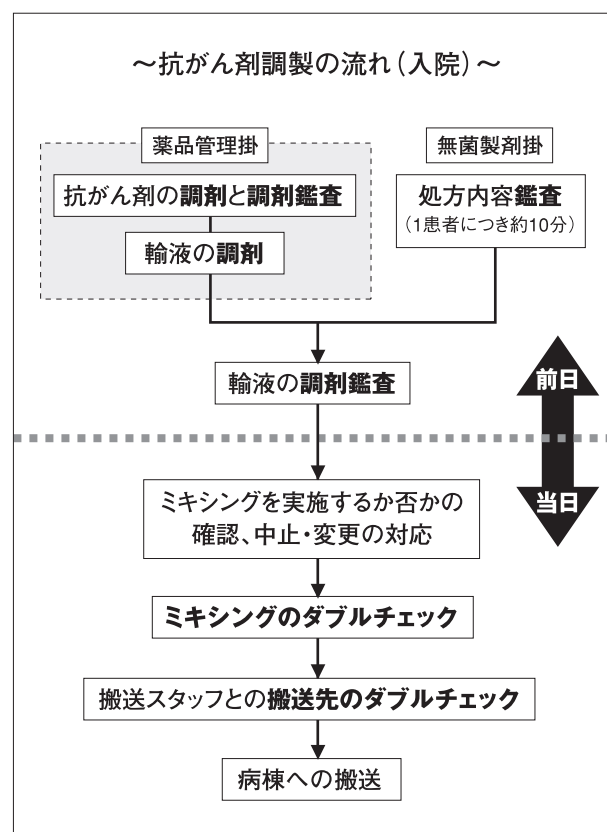 ～抗がん剤調製の流れ（入院）～
薬品管理掛
抗がん剤の調剤と調剤鑑査
輸液の調剤
無菌製剤掛
処方内容鑑査
（1患者につき約10分）
輸液の調剤鑑査
前日
当日
ミキシングを実施するか否かの
確認、中止・変更の対応
ミキシングのダブルチェック
搬送スタッフとの搬送先のダブルチェック
病棟への搬送